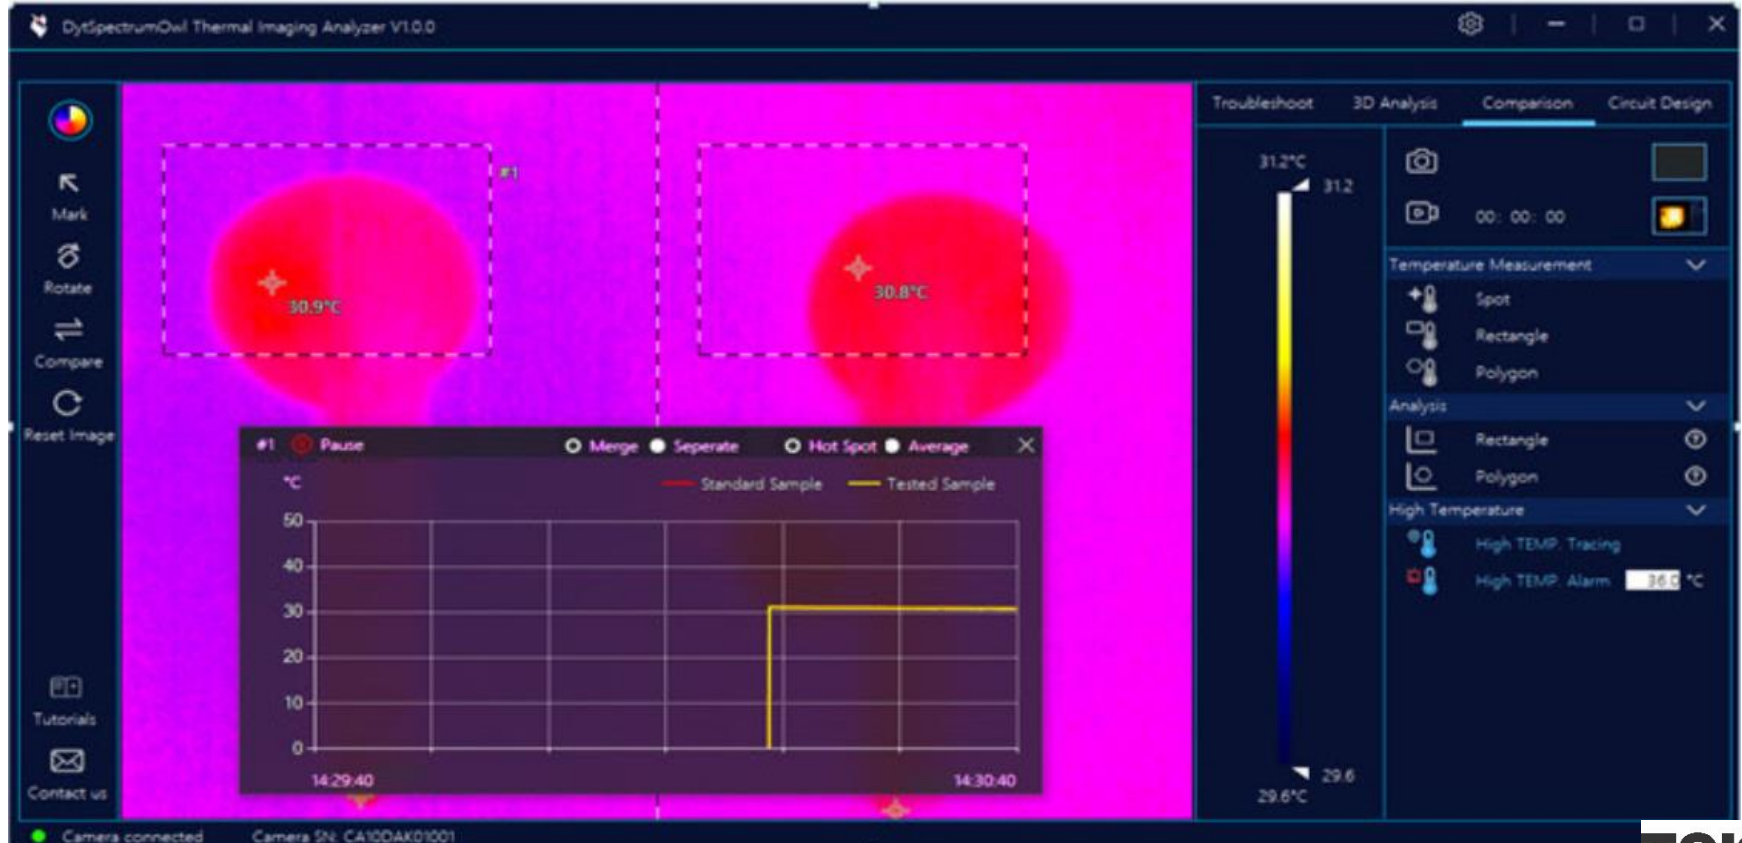 DytSpectrumOwl Thermal Imaging Analyzer V1.0.0
Mark
Rotate
Compare
Reset Image
Tutorials
Contact us
#1
30.9°C
30.8°C
#1 Pause Merge Seperate Hot Spot Average
°C
Standard Sample Tested Sample
50
40
30
20
10
0
14:29:40 14:30:40
Troubleshoot 3D Analysis Comparison Circuit Design
31.2°C
31.2
29.6
29.6°C
00: 00: 00
Temperature Measurement
Spot
Rectangle
Polygon
Analysis
Rectangle
Polygon
High Temperature
High TEMP. Tracing
High TEMP. Alarm 36.0 °C
Camera connected Camera SN: CA10DAK01001